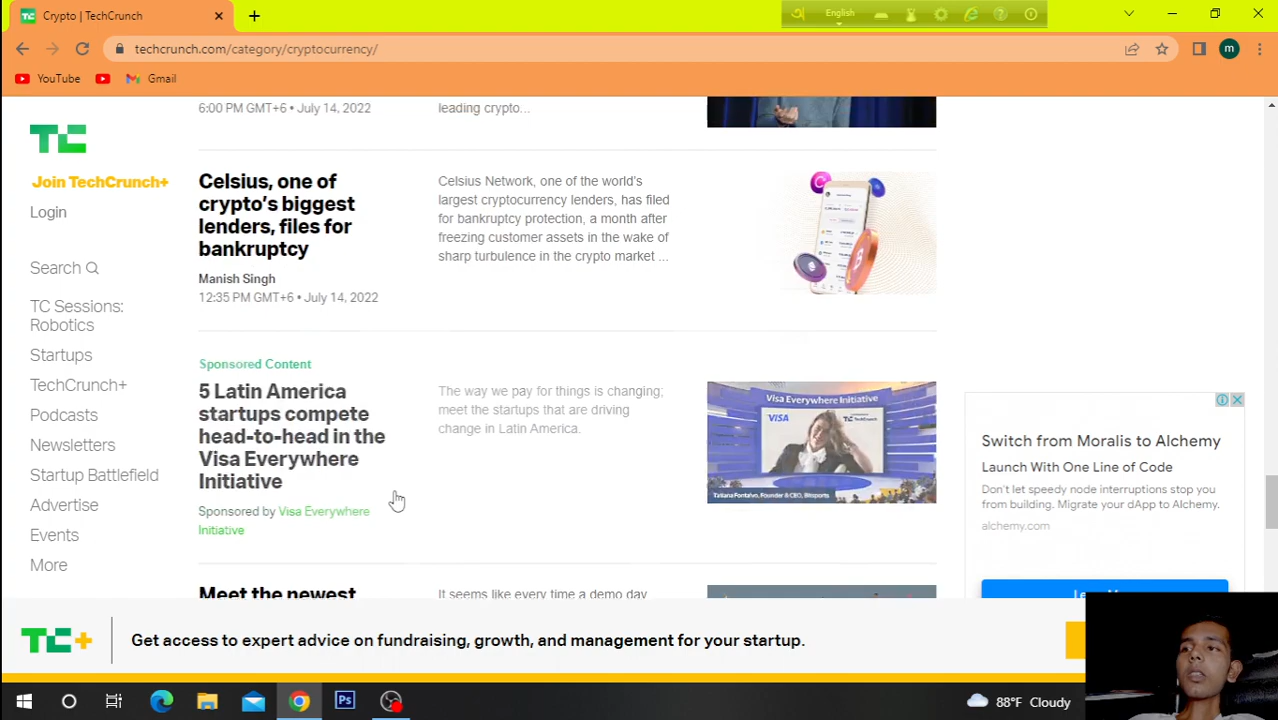 Crypto | TechCrunch
English
techcrunch.com/category/cryptocurrency/
m
YouTube
Gmail
TC
Join TechCrunch+
Login
Search
TC Sessions:
Robotics
Startups
TechCrunch+
Podcasts
Newsletters
Startup Battlefield
Advertise
Events
More
6:00 PM GMT+6 • July 14, 2022
leading crypto...
Celsius, one of
crypto's biggest
lenders, files for
bankruptcy
Manish Singh
12:35 PM GMT+6 • July 14, 2022
Celsius Network, one of the world's
largest cryptocurrency lenders, has filed
for bankruptcy protection, a month after
freezing customer assets in the wake of
sharp turbulence in the crypto market ...
Sponsored Content
5 Latin America
startups compete
head-to-head in the
Visa Everywhere
Initiative
Sponsored by Visa Everywhere
Initiative
The way we pay for things is changing;
meet the startups that are driving
change in Latin America.
Visa Everywhere Initiative
VISA
Tatiana Fontalvo, Founder & CEO, Bitsports
Meet the newest
It seems like every time a demo day
Switch from Moralis to Alchemy
Launch With One Line of Code
Don't let speedy node interruptions stop you
from building. Migrate your dApp to Alchemy.
alchemy.com
TC+
Get access to expert advice on fundraising, growth, and management for your startup.
Ps
88°F Cloudy